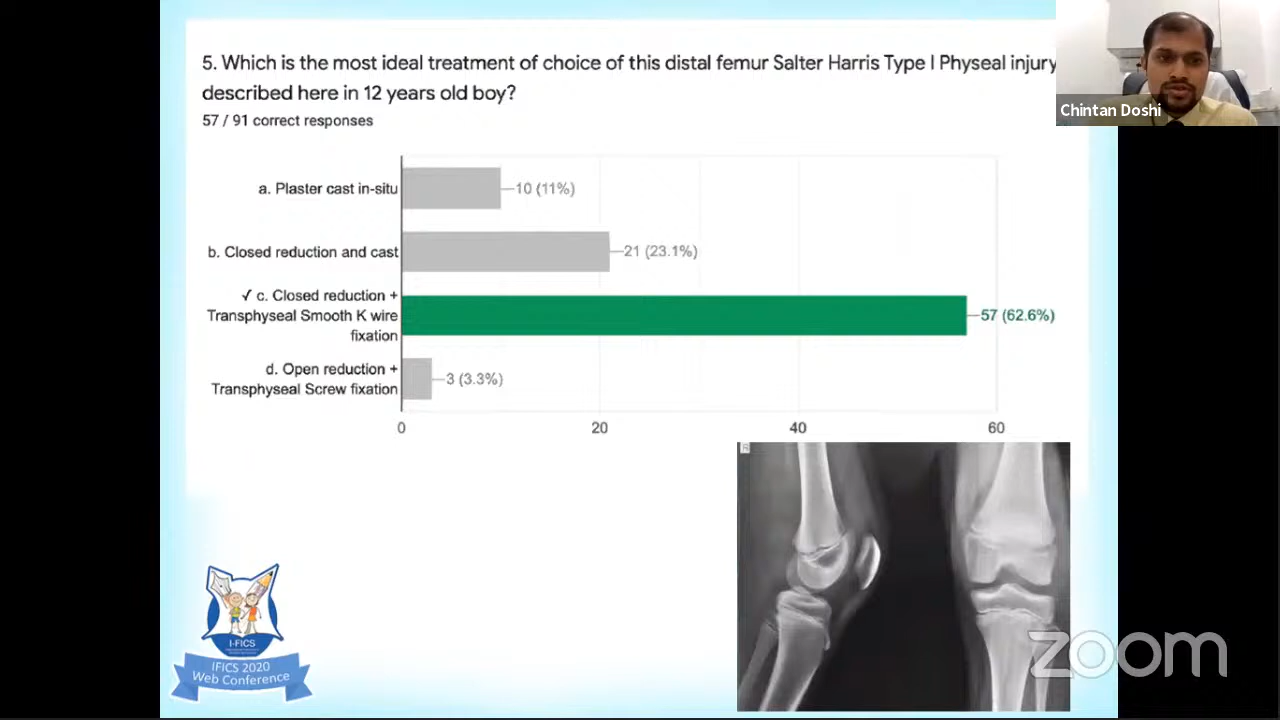 5. Which is the most ideal treatment of choice of this distal femur Salter Harris Type I Physeal injury
described here in 12 years old boy?
57 / 91 correct responses
Chintan Doshi
a. Plaster cast in-situ
10 (11%)
b. Closed reduction and cast
21 (23.1%)
✓ c. Closed reduction +
Transphyseal Smooth K wire
fixation
57 (62.6%)
d. Open reduction +
Transphyseal Screw fixation
3 (3.3%)
0 20 40 60
R
I-FICS
IFICS 2020
Web Conference
zoom